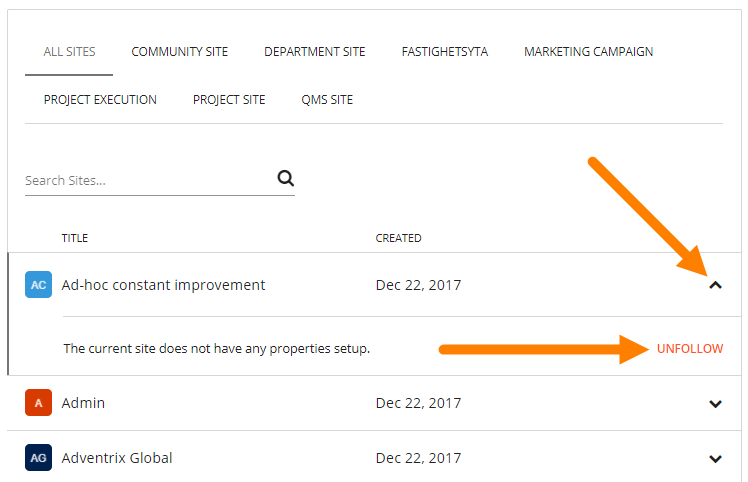 ALL SITES COMMUNITY SITE DEPARTMENT SITE FASTIGHETSYTA MARKETING CAMPAIGN
PROJECT EXECUTION PROJECT SITE QMS SITE
Search Sites...
TITLE CREATED
AC Ad-hoc constant improvement Dec 22, 2017
The current site does not have any properties setup. UNFOLLOW
A Admin Dec 22, 2017
AG Adventrix Global Dec 22, 2017